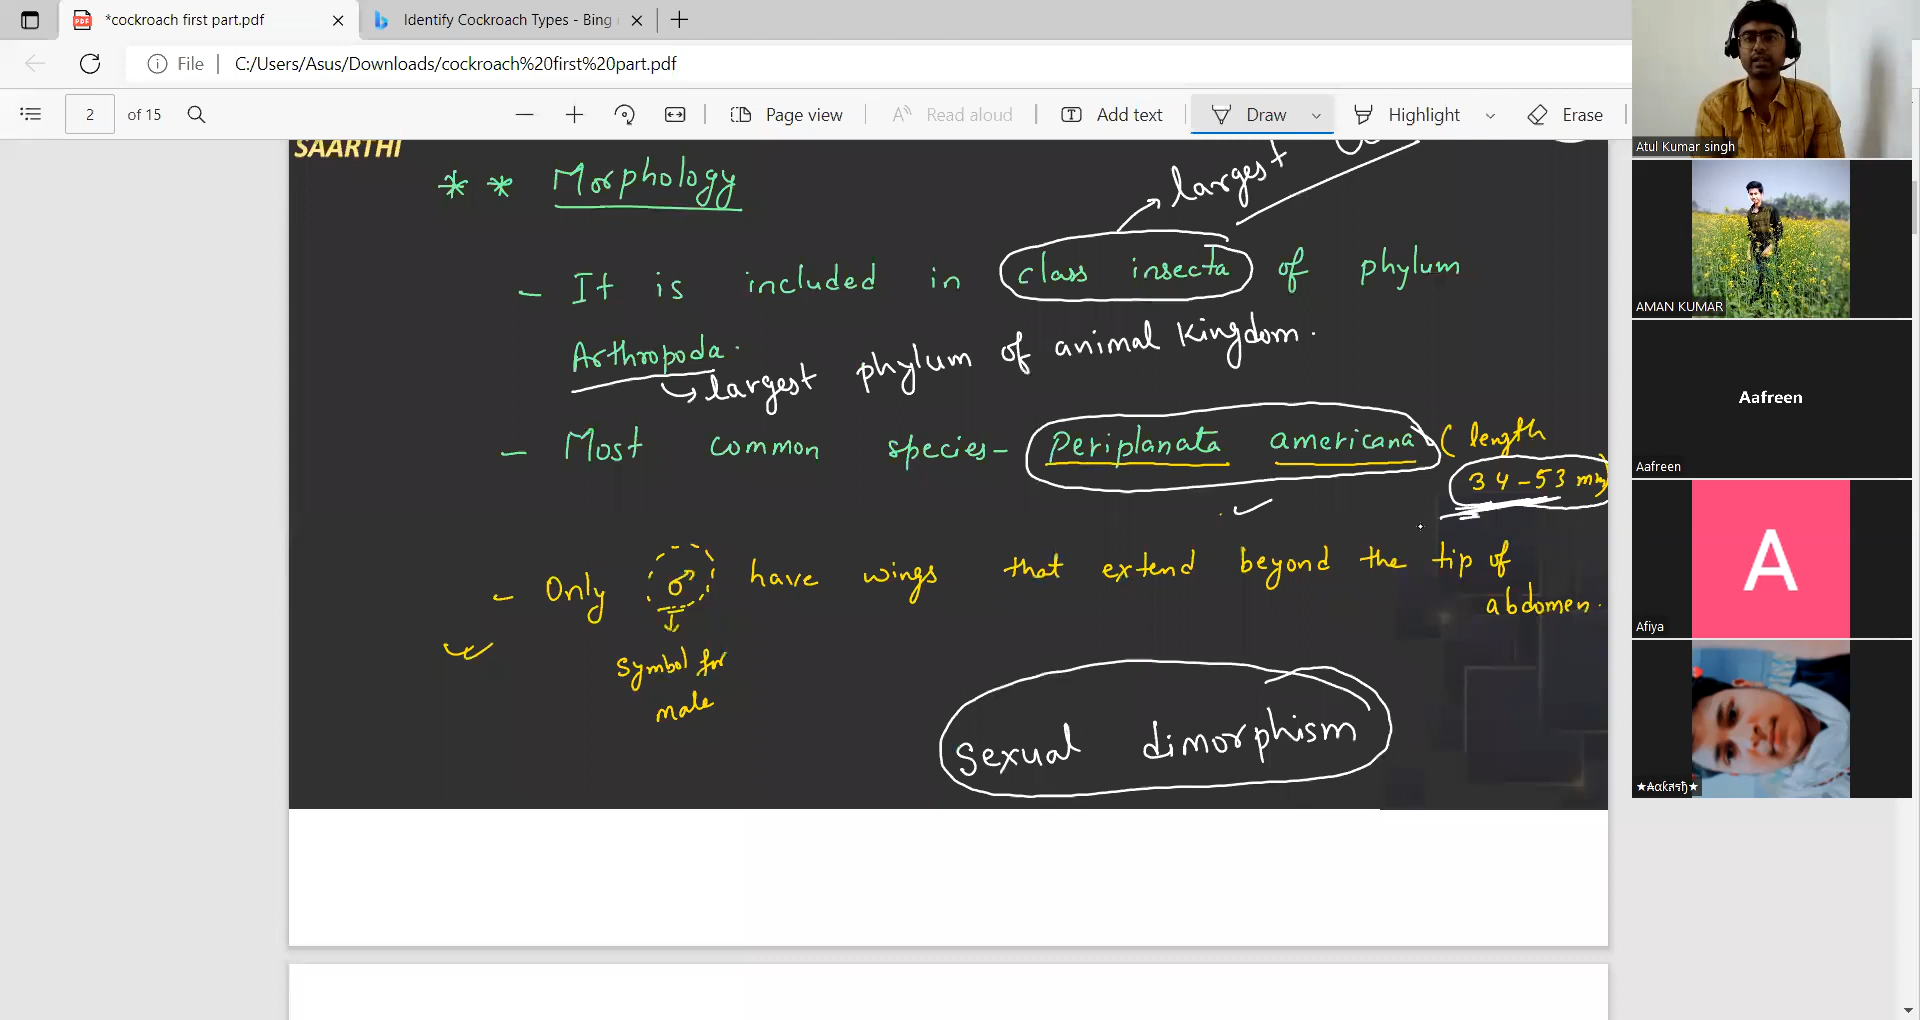 *cockroach first part.pdf
Identify Cockroach Types - Bing
File
C:/Users/Asus/Downloads/cockroach%20first%20part.pdf
2 of 15
Page view
Read aloud
Add text
Draw
Highlight
Erase
SAARTHI
** Morphology
largest
- It is included in class insecta of phylum
Arthropoda.
largest phylum of animal Kingdom.
- Most common species- periplanata americana (length
34-53 mm)
- Only ♂ have wings that extend beyond the tip of
abdomen.
symbol for
male
sexual dimorphism
Atul Kumar singh
AMAN KUMAR
Aafreen
Aafreen
A
Afiya